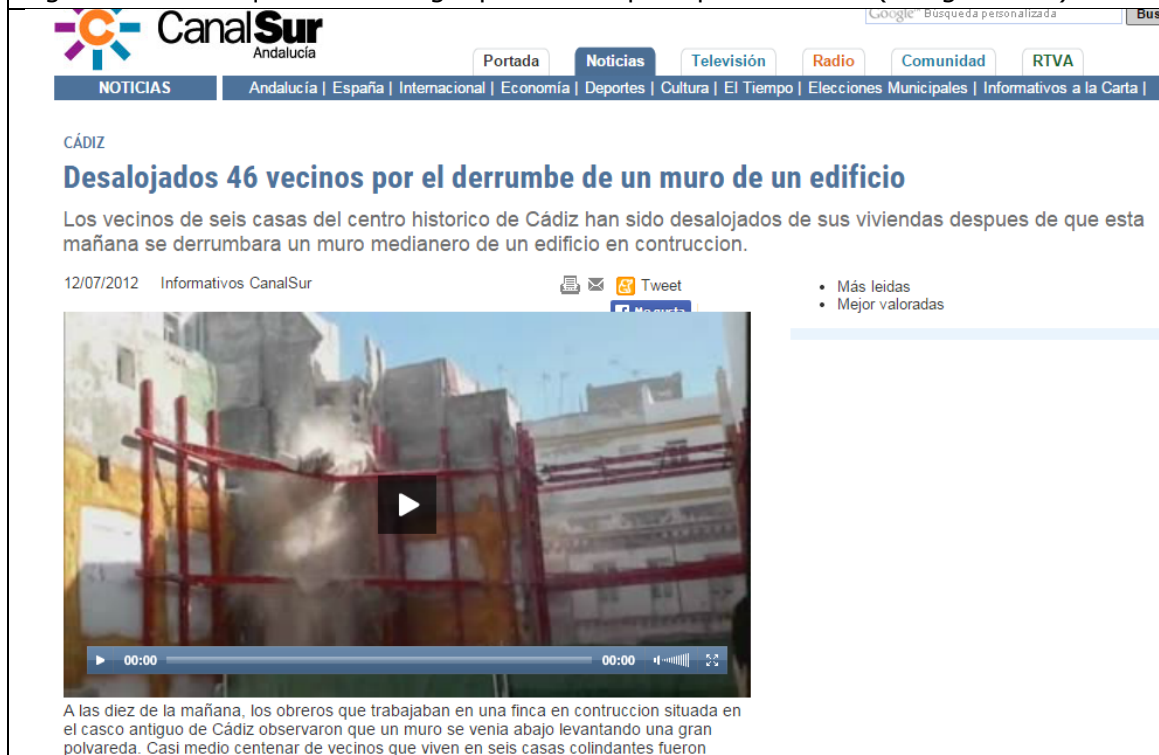 CanalSur
Andalucía
Google™ Búsqueda personalizada
Bus
Portada Noticias Televisión Radio Comunidad RTVA
NOTICIAS Andalucía | España | Internacional | Economía | Deportes | Cultura | El Tiempo | Elecciones Municipales | Informativos a la Carta |
CÁDIZ
Desalojados 46 vecinos por el derrumbe de un muro de un edificio
Los vecinos de seis casas del centro historico de Cádiz han sido desalojados de sus viviendas despues de que esta
mañana se derrumbara un muro medianero de un edificio en contruccion.
12/07/2012 Informativos CanalSur
Tweet
Me gusta
• Más leidas
• Mejor valoradas
00:00 00:00
A las diez de la mañana, los obreros que trabajaban en una finca en contruccion situada en
el casco antiguo de Cádiz observaron que un muro se venia abajo levantando una gran
polvareda. Casi medio centenar de vecinos que viven en seis casas colindantes fueron